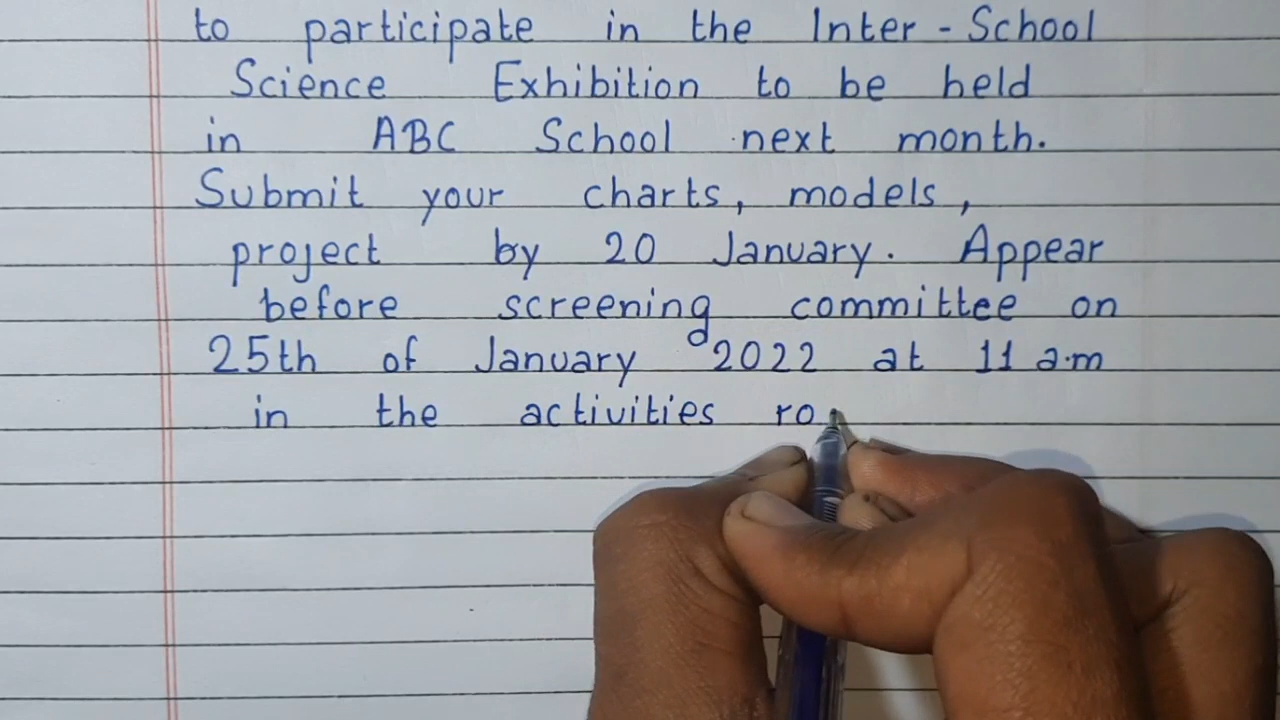 to participate in the Inter - School
Science Exhibition to be held
in ABC School next month.
Submit your charts, models,
project by 20 January. Appear
before screening committee on
25th of January 2022 at 11 a.m
in the activities ro